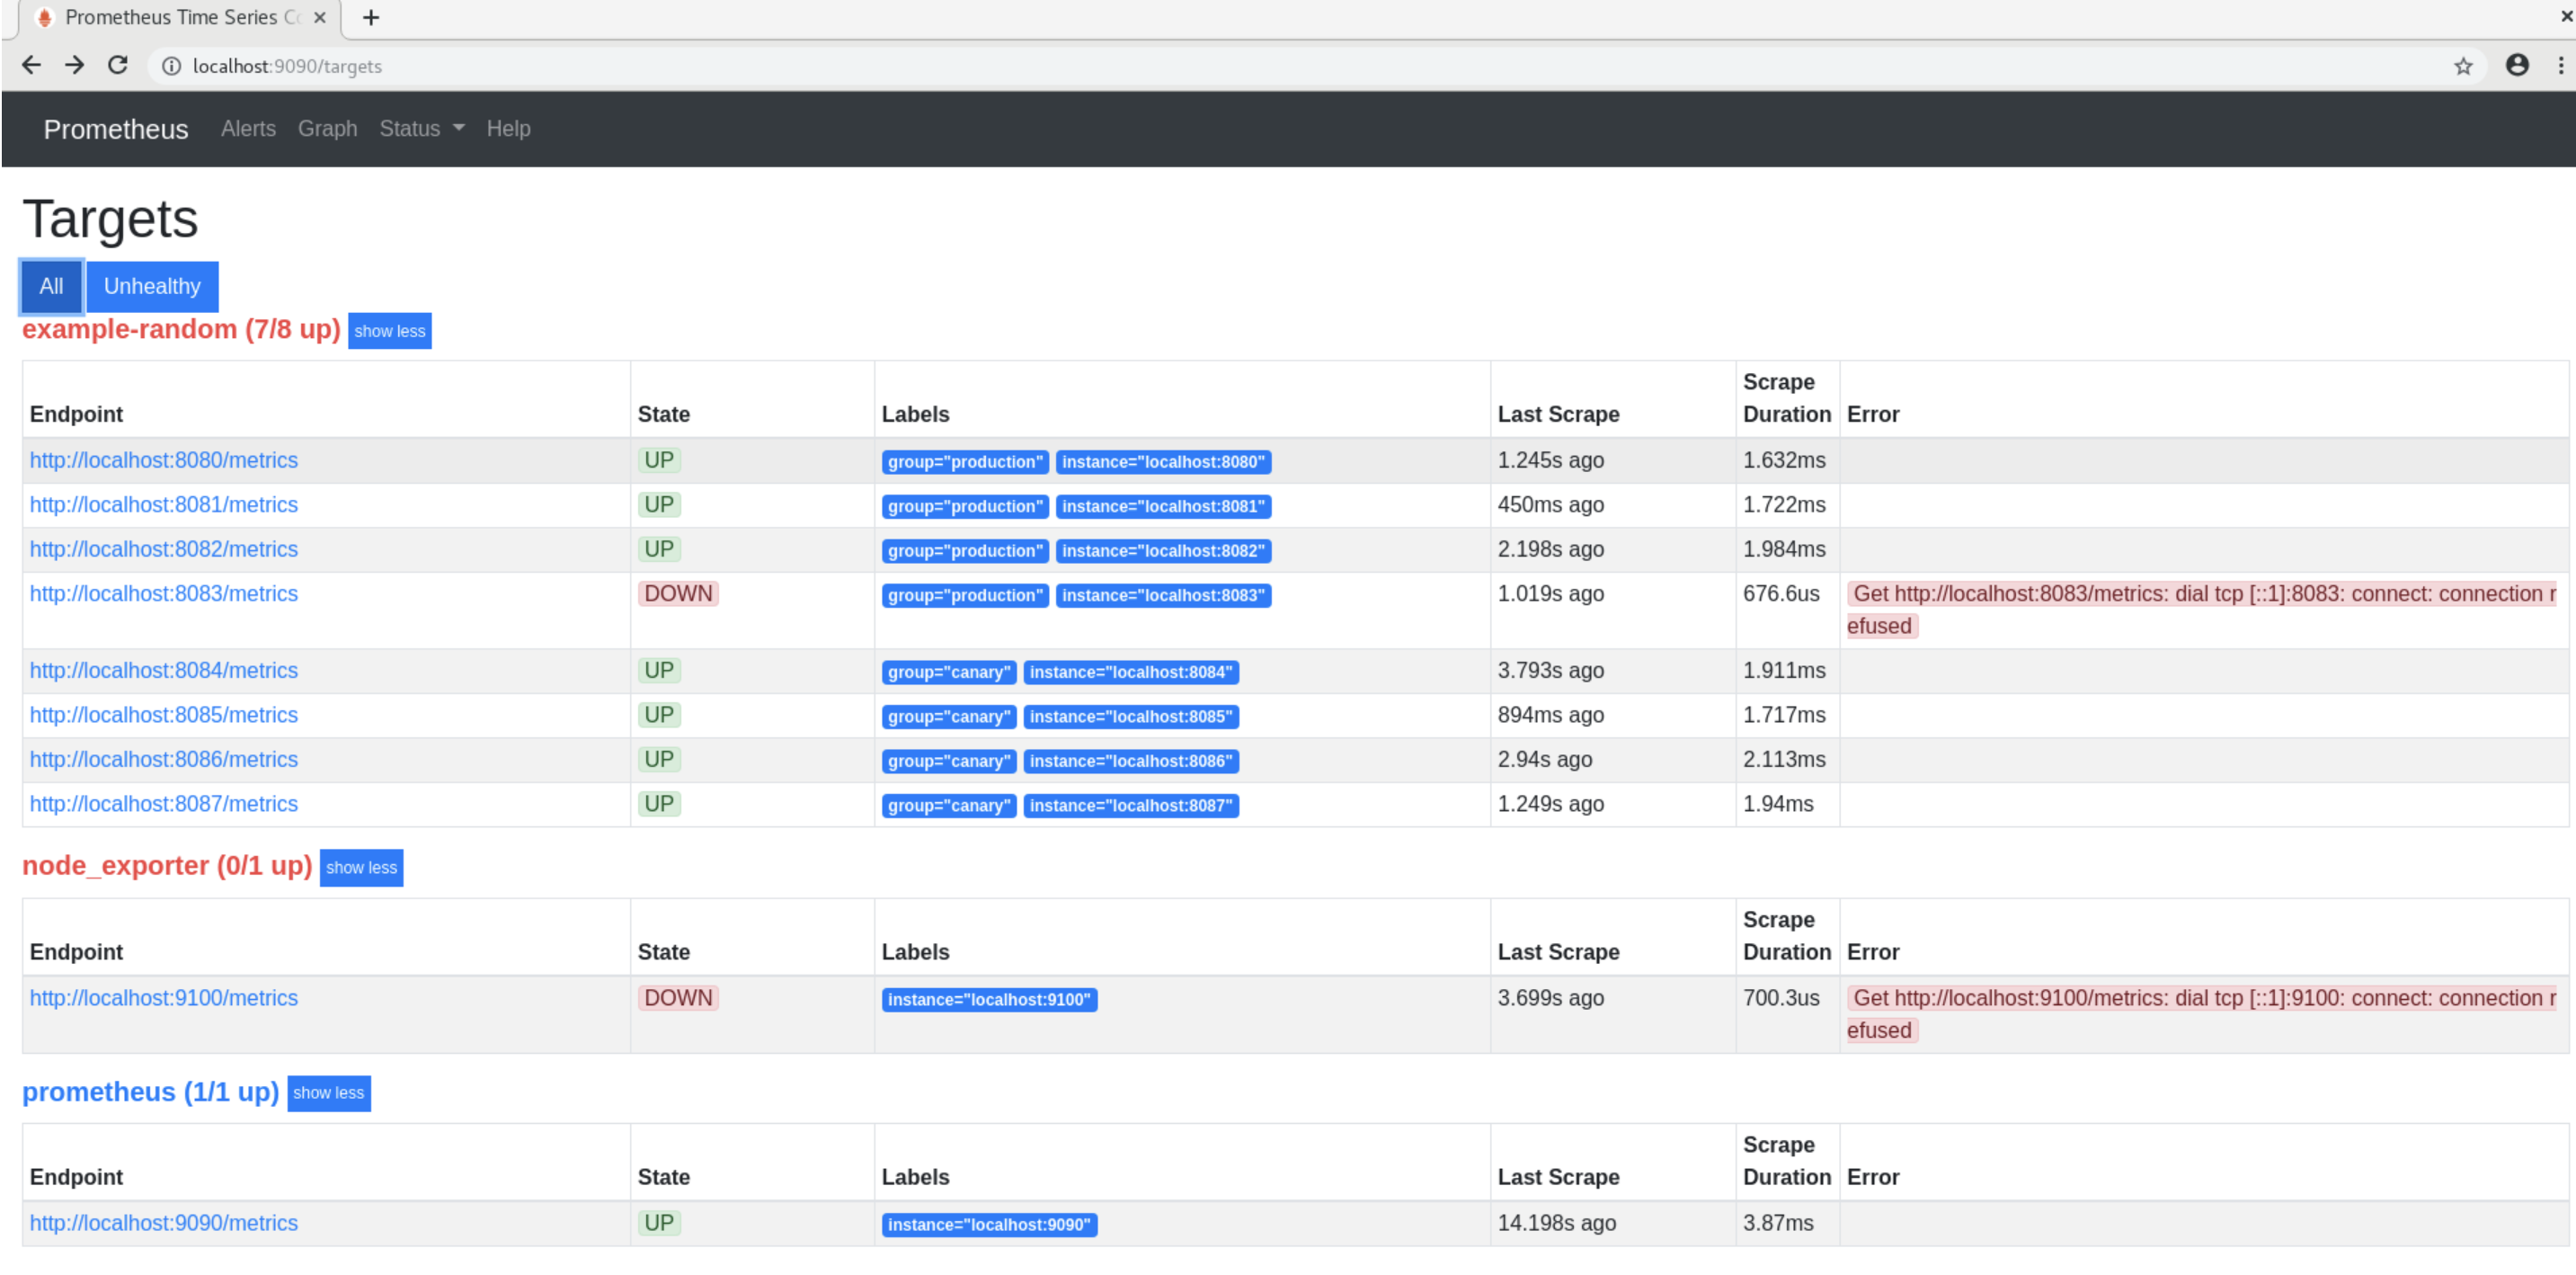 Prometheus Time Series Co
localhost:9090/targets
Prometheus Alerts Graph Status Help
Targets
All Unhealthy
example-random (7/8 up) show less
Endpoint State Labels Last Scrape Scrape Duration Error
http://localhost:8080/metrics UP group="production" instance="localhost:8080" 1.245s ago 1.632ms
http://localhost:8081/metrics UP group="production" instance="localhost:8081" 450ms ago 1.722ms
http://localhost:8082/metrics UP group="production" instance="localhost:8082" 2.198s ago 1.984ms
http://localhost:8083/metrics DOWN group="production" instance="localhost:8083" 1.019s ago 676.6us Get http://localhost:8083/metrics: dial tcp [::1]:8083: connect: connection r
efused
http://localhost:8084/metrics UP group="canary" instance="localhost:8084" 3.793s ago 1.911ms
http://localhost:8085/metrics UP group="canary" instance="localhost:8085" 894ms ago 1.717ms
http://localhost:8086/metrics UP group="canary" instance="localhost:8086" 2.94s ago 2.113ms
http://localhost:8087/metrics UP group="canary" instance="localhost:8087" 1.249s ago 1.94ms
node_exporter (0/1 up) show less
Endpoint State Labels Last Scrape Scrape Duration Error
http://localhost:9100/metrics DOWN instance="localhost:9100" 3.699s ago 700.3us Get http://localhost:9100/metrics: dial tcp [::1]:9100: connect: connection r
efused
prometheus (1/1 up) show less
Endpoint State Labels Last Scrape Scrape Duration Error
http://localhost:9090/metrics UP instance="localhost:9090" 14.198s ago 3.87ms